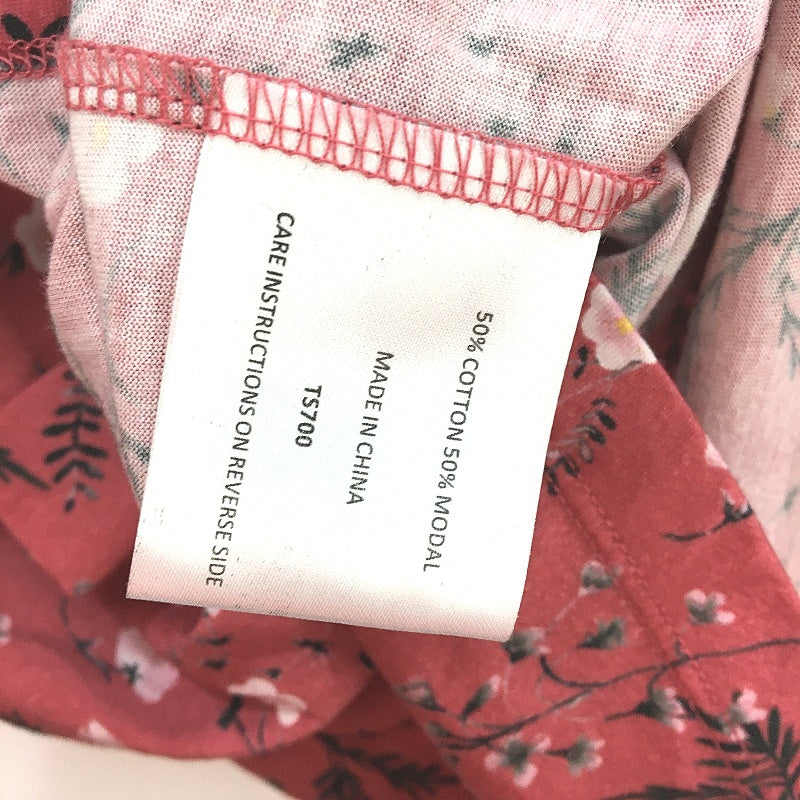 50% COTTON 50% MODAL
MADE IN CHINA
TS700
CARE INSTRUCTIONS ON REVERSE SIDE